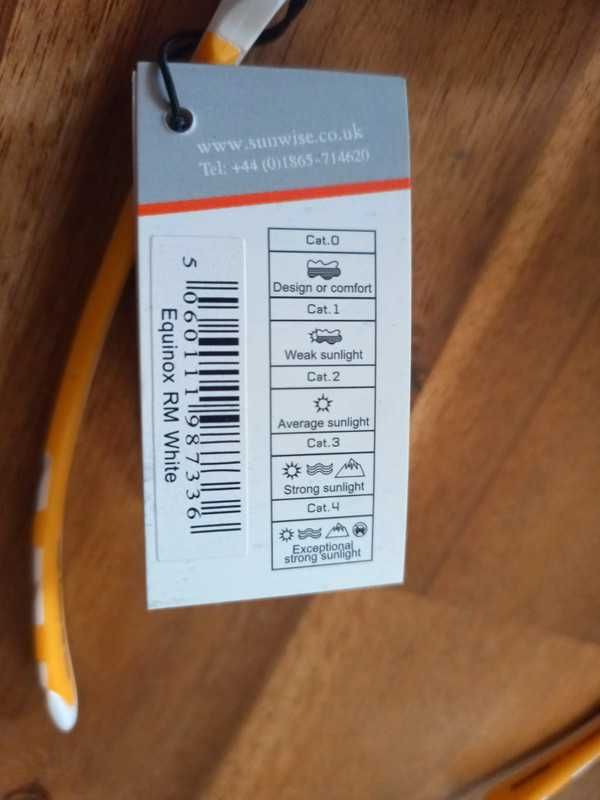 www.sunwise.co.uk
Tel: +44 (0)1865-714620
5 060111 987336
Equinox RM White
Cat.0
Design or comfort
Cat.1
Weak sunlight
Cat.2
Average sunlight
Cat.3
Strong sunlight
Cat.4
Exceptional
strong sunlight